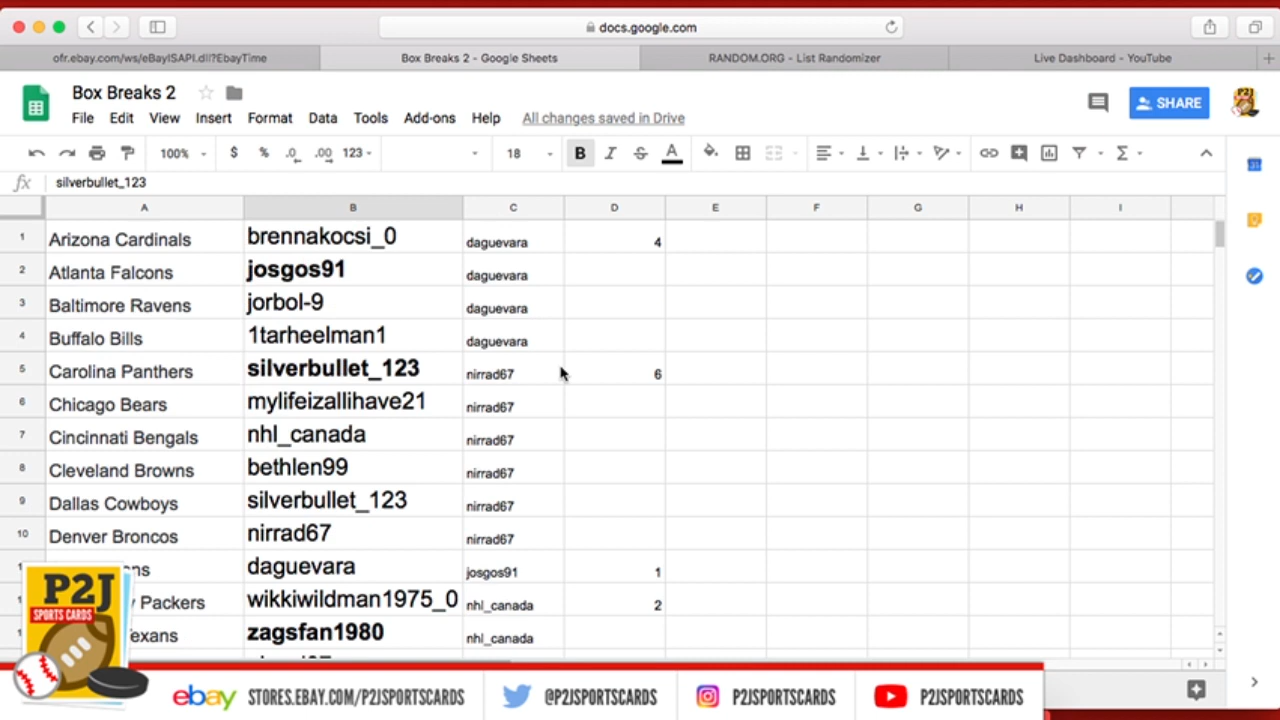 docs.google.com
ofr.ebay.com/ws/eBayISAPI.dll?EbayTime
Box Breaks 2 - Google Sheets
RANDOM.ORG - List Randomizer
Live Dashboard - YouTube
Box Breaks 2
SHARE
File Edit View Insert Format Data Tools Add-ons Help All changes saved in Drive
100% $ % .0 .00 123 18 B I S A
fx silverbullet_123
A B C D E F G H I
1 Arizona Cardinals brennakocsi_0 daguevara 4
2 Atlanta Falcons josgos91 daguevara
3 Baltimore Ravens jorbol-9 daguevara
4 Buffalo Bills 1tarheelman1 daguevara
5 Carolina Panthers silverbullet_123 nirrad67 6
6 Chicago Bears mylifeizallihave21 nirrad67
7 Cincinnati Bengals nhl_canada nirrad67
8 Cleveland Browns bethlen99 nirrad67
9 Dallas Cowboys silverbullet_123 nirrad67
10 Denver Broncos nirrad67 nirrad67
ns daguevara josgos91 1
y Packers wikkiwildman1975_0 nhl_canada 2
exans zagsfan1980 nhl_canada
P2J
SPORTS CARDS
ebay STORES.EBAY.COM/P2JSPORTSCARDS @P2JSPORTSCARDS P2JSPORTSCARDS P2JSPORTSCARDS